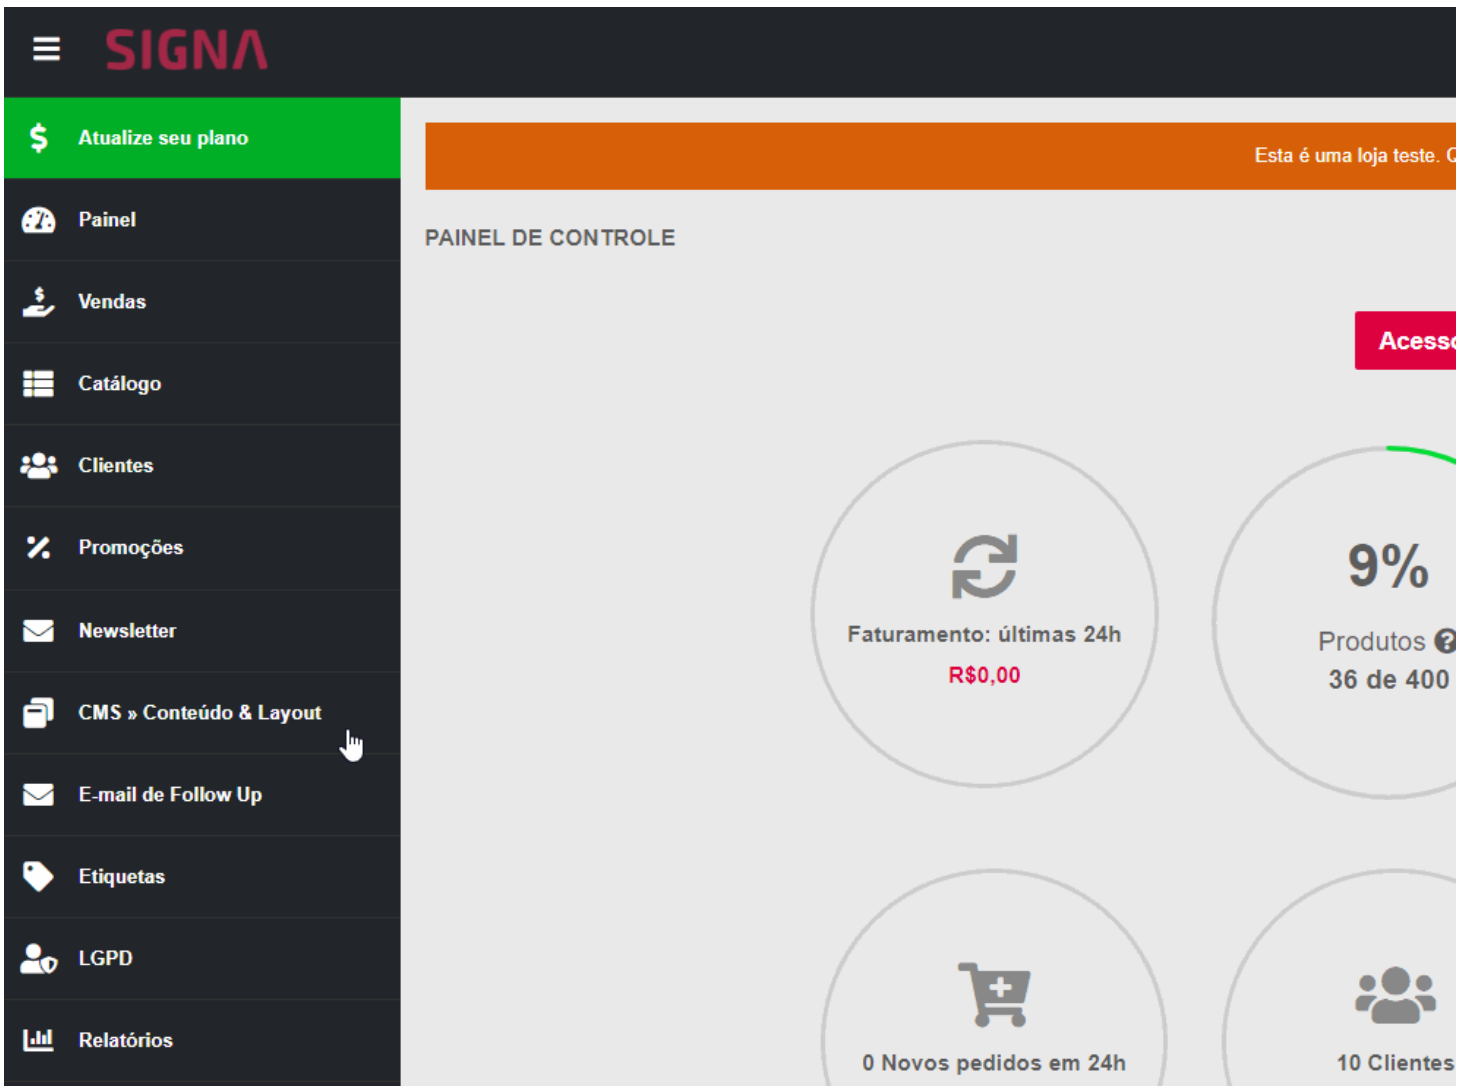 SIGNA
Atualize seu plano
Painel
Vendas
Catálogo
Clientes
Promoções
Newsletter
CMS » Conteúdo & Layout
E-mail de Follow Up
Etiquetas
LGPD
Relatórios
Esta é uma loja teste.
PAINEL DE CONTROLE
Acesso
Faturamento: últimas 24h
R$0,00
9%
Produtos ?
36 de 400
0 Novos pedidos em 24h
10 Clientes